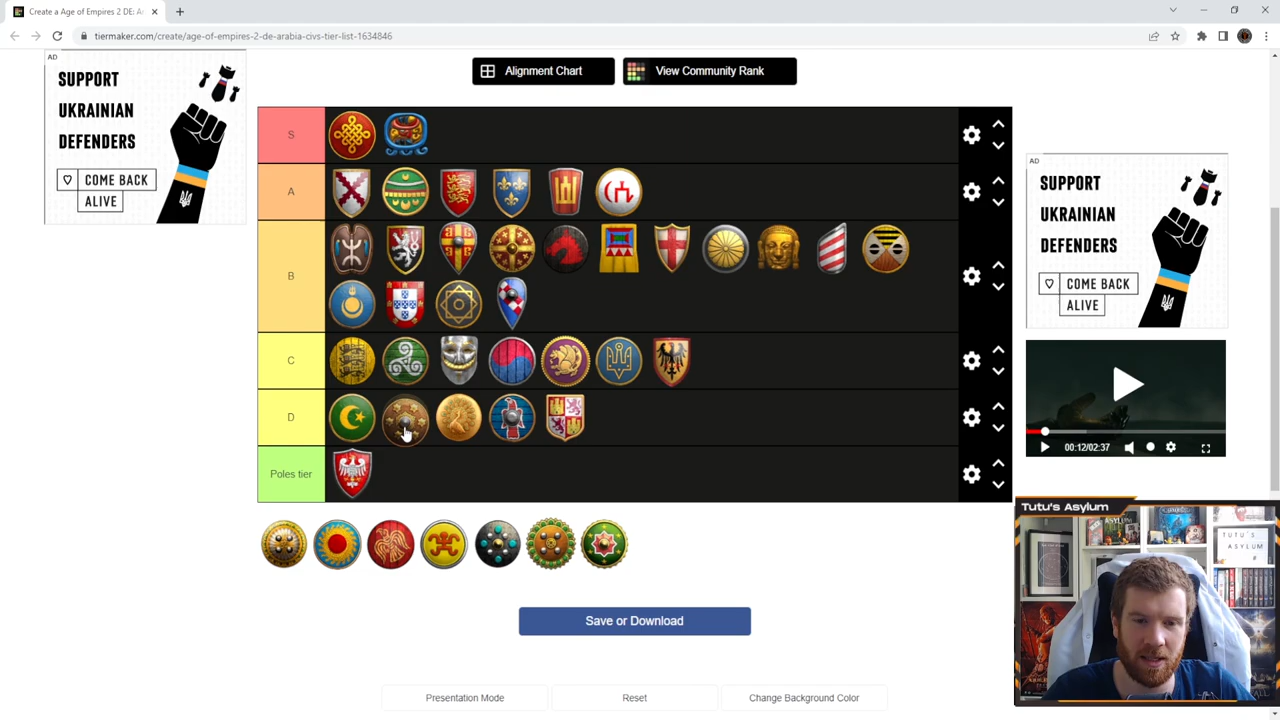 Create a Age of Empires 2 DE: A
tiermaker.com/create/age-of-empires-2-de-arabia-civs-tier-list-1634846
AD
SUPPORT
UKRAINIAN
DEFENDERS
COME BACK
ALIVE
Alignment Chart
View Community Rank
S
A
B
C
D
Poles tier
AD
SUPPORT
UKRAINIAN
DEFENDERS
COME BACK
ALIVE
00:12/02:37
Tutu's Asylum
TUTU'S
ASYLUM
Save or Download
Presentation Mode
Reset
Change Background Color